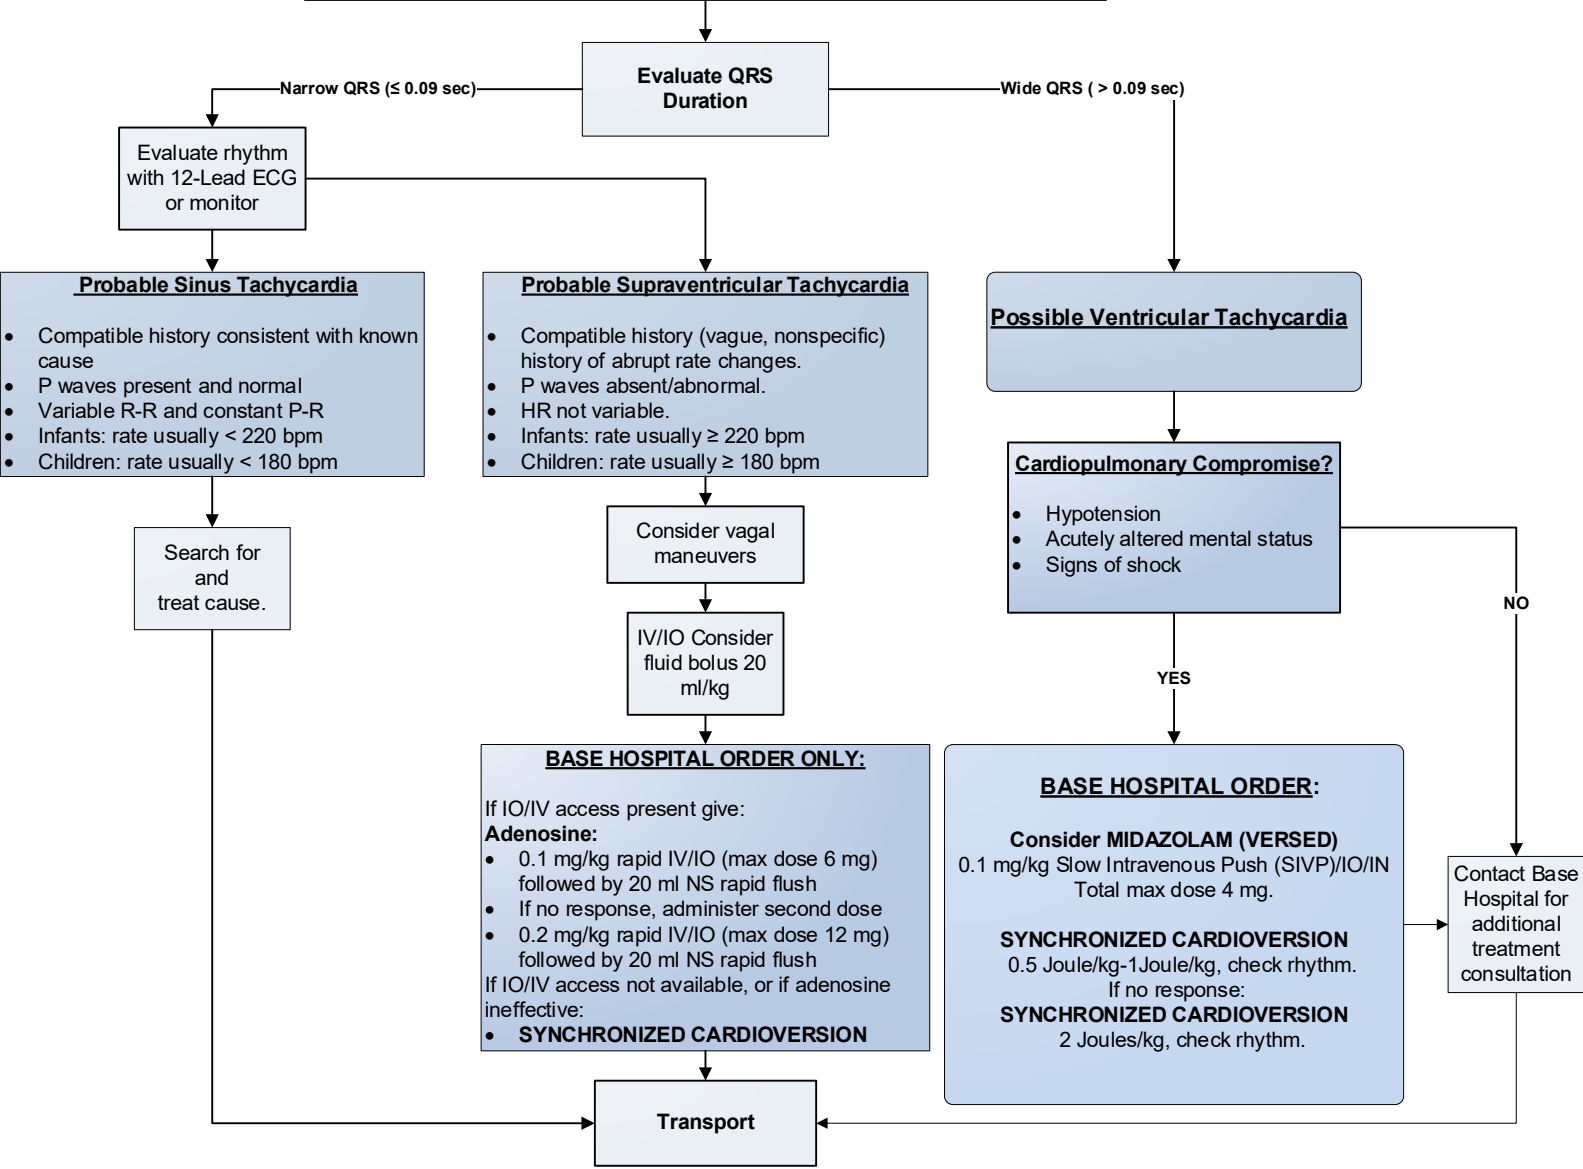 Evaluate QRS
Duration
Narrow QRS (≤ 0.09 sec)
Wide QRS ( > 0.09 sec)
Evaluate rhythm
with 12-Lead ECG
or monitor
Probable Sinus Tachycardia
• Compatible history consistent with known
cause
• P waves present and normal
• Variable R-R and constant P-R
• Infants: rate usually < 220 bpm
• Children: rate usually < 180 bpm
Search for
and
treat cause.
Probable Supraventricular Tachycardia
• Compatible history (vague, nonspecific)
history of abrupt rate changes.
• P waves absent/abnormal.
• HR not variable.
• Infants: rate usually ≥ 220 bpm
• Children: rate usually ≥ 180 bpm
Consider vagal
maneuvers
IV/IO Consider
fluid bolus 20
ml/kg
BASE HOSPITAL ORDER ONLY:
If IO/IV access present give:
Adenosine:
• 0.1 mg/kg rapid IV/IO (max dose 6 mg)
followed by 20 ml NS rapid flush
• If no response, administer second dose
• 0.2 mg/kg rapid IV/IO (max dose 12 mg)
followed by 20 ml NS rapid flush
If IO/IV access not available, or if adenosine
ineffective:
• SYNCHRONIZED CARDIOVERSION
Possible Ventricular Tachycardia
Cardiopulmonary Compromise?
• Hypotension
• Acutely altered mental status
• Signs of shock
NO
YES
BASE HOSPITAL ORDER:
Consider MIDAZOLAM (VERSED)
0.1 mg/kg Slow Intravenous Push (SIVP)/IO/IN
Total max dose 4 mg.
SYNCHRONIZED CARDIOVERSION
0.5 Joule/kg-1Joule/kg, check rhythm.
If no response:
SYNCHRONIZED CARDIOVERSION
2 Joules/kg, check rhythm.
Contact Base
Hospital for
additional
treatment
consultation
Transport